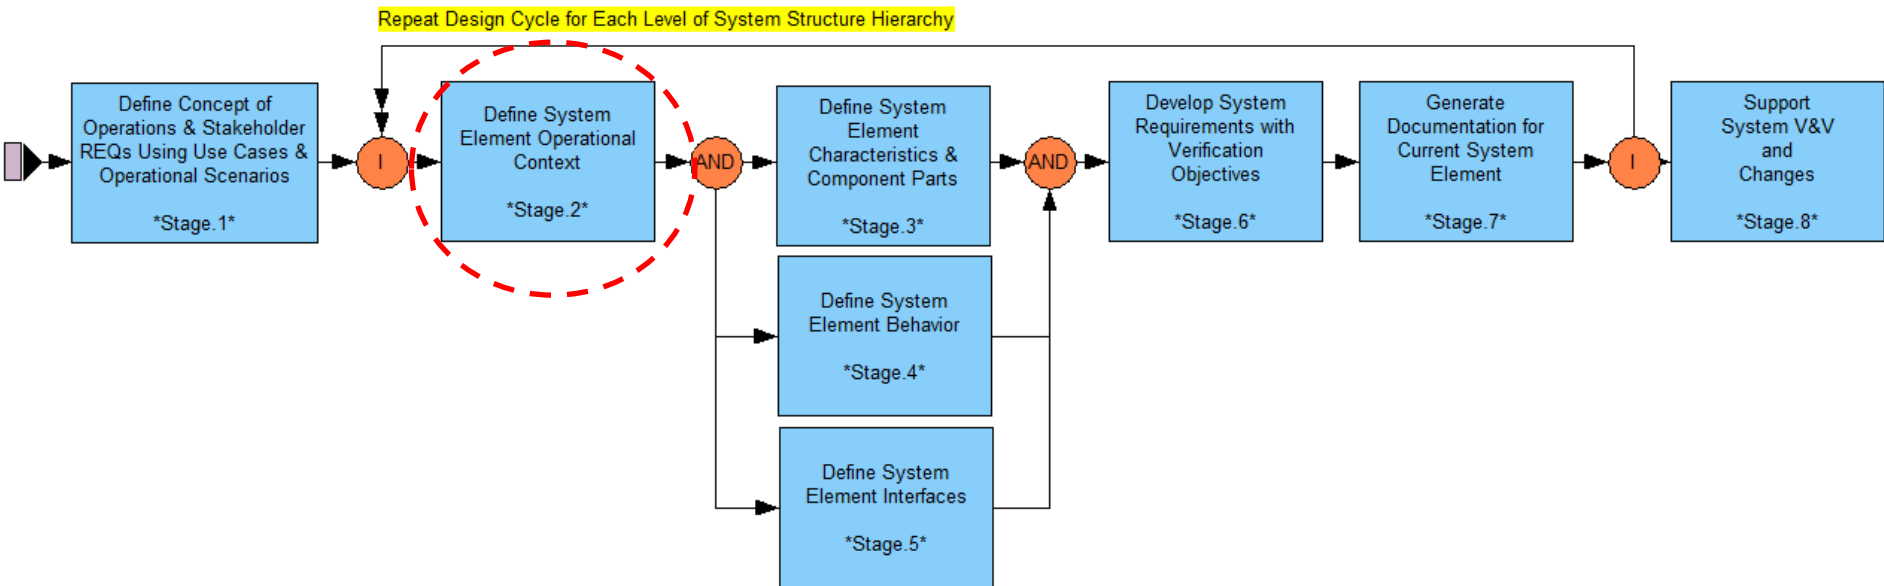 Repeat Design Cycle for Each Level of System Structure Hierarchy
Define Concept of
Operations & Stakeholder
REQs Using Use Cases &
Operational Scenarios
*Stage.1*
I
Define System
Element Operational
Context
*Stage.2*
AND
Define System
Element
Characteristics &
Component Parts
*Stage.3*
Define System
Element Behavior
*Stage.4*
Define System
Element Interfaces
*Stage.5*
AND
Develop System
Requirements with
Verification
Objectives
*Stage.6*
Generate
Documentation for
Current System
Element
*Stage.7*
I
Support
System V&V
and
Changes
*Stage.8*